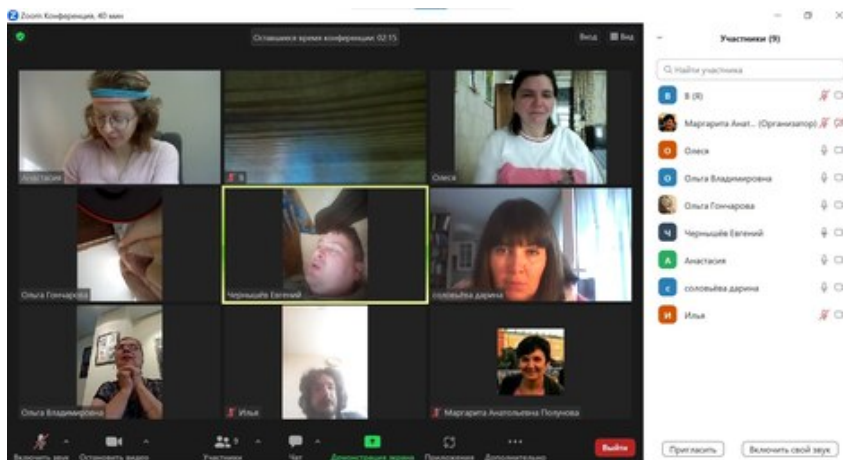 Zoom Конференция, 40 мин
Оставшееся время конференции: 02:15
Вход
Вид
Анастасия
В
Олеся
Ольга Гончарова
Чернышёв Евгений
соловьёва дарина
Ольга Владимировна
Илья
Маргарита Анатольевна Полунова
Включить звук
Остановить видео
Участники
9
Чат
Демонстрация экрана
Приложения
Дополнительно
Выйти
Участники (9)
Найти участника
В В (Я)
Маргарита Анат... (Организатор)
О Олеся
О Ольга Владимировна
Ольга Гончарова
Ч Чернышёв Евгений
А Анастасия
с соловьёва дарина
И Илья
Пригласить
Включить свой звук